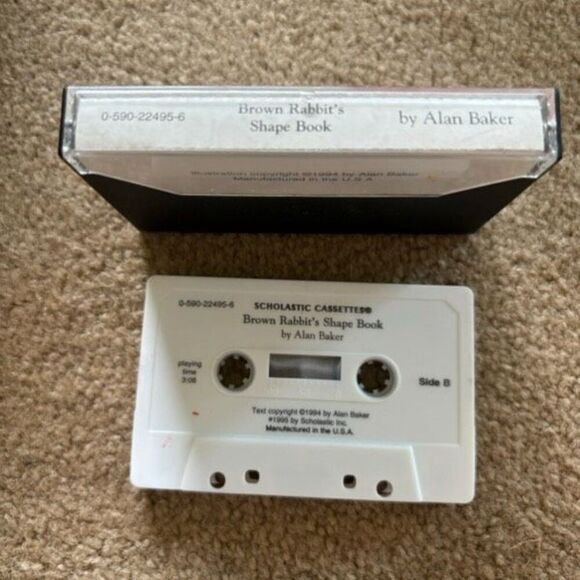 0-590-22495-6
Brown Rabbit's
Shape Book
by Alan Baker
Illustration copyright ©1994 by Alan Baker
Manufactured in the U.S.A.
0-590-22495-6
SCHOLASTIC CASSETTES®
Brown Rabbit's Shape Book
by Alan Baker
playing
time
3:08
Side B
Text copyright ©1994 by Alan Baker
℗1995 by Scholastic Inc.
Manufactured in the U.S.A.